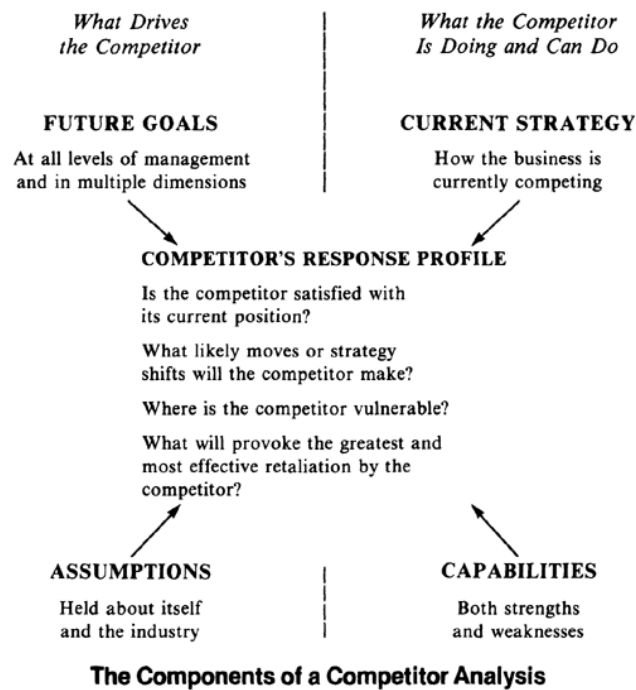 What Drives
the Competitor
What the Competitor
Is Doing and Can Do
FUTURE GOALS
At all levels of management
and in multiple dimensions
CURRENT STRATEGY
How the business is
currently competing
COMPETITOR'S RESPONSE PROFILE
Is the competitor satisfied with
its current position?
What likely moves or strategy
shifts will the competitor make?
Where is the competitor vulnerable?
What will provoke the greatest and
most effective retaliation by the
competitor?
ASSUMPTIONS
Held about itself
and the industry
CAPABILITIES
Both strengths
and weaknesses
The Components of a Competitor Analysis